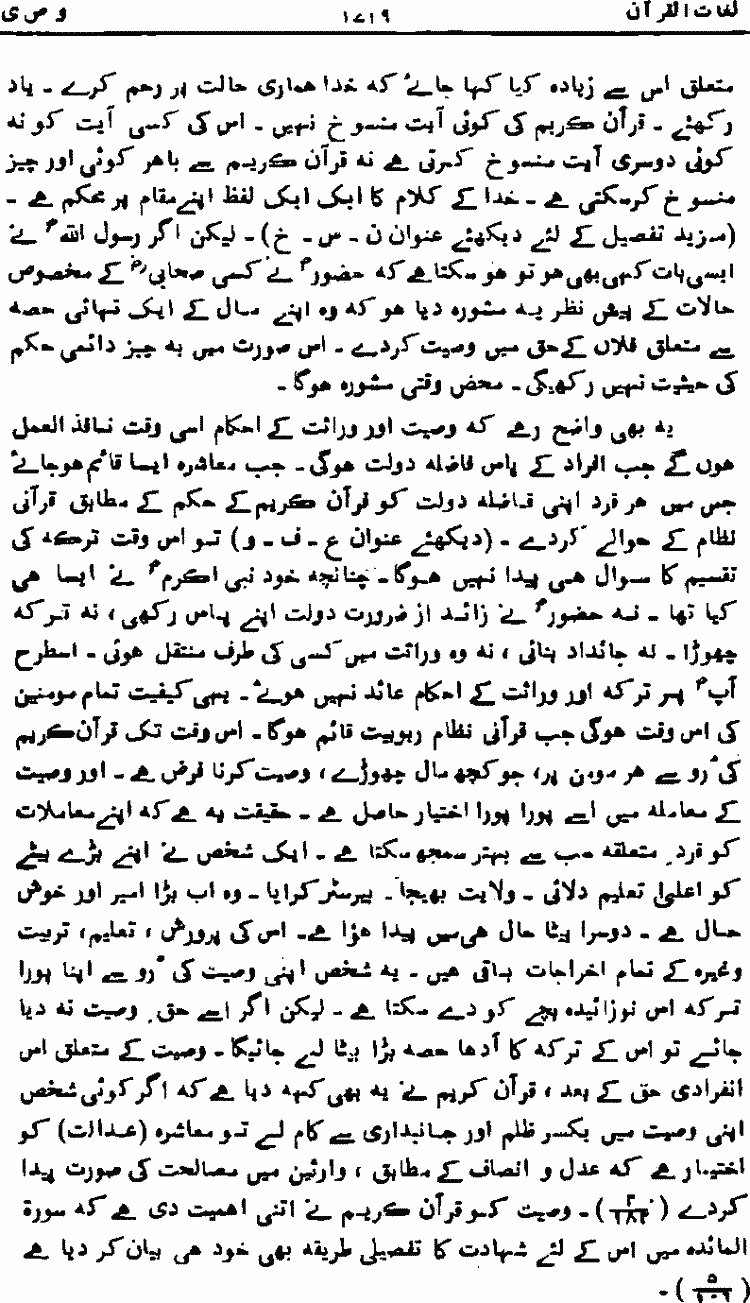 لغات القرآن ۱۷۱۹ و ص ی
متعلق اس سے زیادہ کیا کہا جائے کہ خدا ہماری حالت پر رحم کرے ۔ یاد
رکھئے ۔ قرآن کریم کی کوئی آیت منسوخ نہیں ۔ اس کی کسی آیت کو نہ
کوئی دوسری آیت منسوخ کرتی ہے نہ قرآن کریم سے باہر کوئی اور چیز
منسوخ کرسکتی ہے ۔ خدا کے کلام کا ایک ایک لفظ اپنے مقام پر محکم ہے ۔
(مزید تفصیل کے لئے دیکھئے عنوان ن ۔ س ۔ خ) ۔ لیکن اگر رسول اللہ ؐ نے
ایسی بات کہی بھی ہو تو ہو سکتا ہے کہ حضور ؐ نے کسی صحابی ؓ کے مخصوص
حالات کے پیش نظر یہ مشورہ دیا ہو کہ وہ اپنے مال کے ایک تہائی حصہ
سے متعلق فلاں کے حق میں وصیت کردے ۔ اس صورت میں یہ چیز دائمی حکم
کی حیثیت نہیں رکھیگی ۔ محض وقتی مشورہ ہوگا ۔
یہ بھی واضح رہے کہ وصیت اور وراثت کے احکام اسی وقت نافذ العمل
ہوں گے جب افراد کے پاس فاضلہ دولت ہوگی ۔ جب معاشرہ ایسا قائم ہوجائے
جس میں ہر فرد اپنی فاضلہ دولت کو قرآن کریم کے حکم کے مطابق قرآنی
نظام کے حوالے کردے ۔ (دیکھئے عنوان ع ۔ ف ۔ و) تو اس وقت ترکہ کی
تقسیم کا سوال ہی پیدا نہیں ہوگا ۔ چنانچہ خود نبی اکرم ؐ نے ایسا ہی
کیا تھا ۔ نہ حضور ؐ نے زائد از ضرورت دولت اپنے پاس رکھی ، نہ ترکہ
چھوڑا ۔ نہ جائداد بنائی ، نہ وہ وراثت میں کسی کی طرف منتقل ہوئی ۔ اسطرح
آپ ؐ پر ترکہ اور وراثت کے احکام عائد نہیں ہوئے ۔ یہی کیفیت تمام مومنین
کی اس وقت ہوگی جب قرآنی نظام ربوبیت قائم ہوگا ۔ اس وقت تک قرآن کریم
کی رُو سے ہر مومن پر، جو کچھ مال چھوڑے ، وصیت کرنا فرض ہے ۔ اور وصیت
کے معاملہ میں اسے پورا پورا اختیار حاصل ہے ۔ حقیقت یہ ہے کہ اپنے معاملات
کو فردِ متعلقہ سب سے بہتر سمجھ سکتا ہے ۔ ایک شخص نے اپنے بڑے بیٹے
کو اعلیٰ تعلیم دلائی ۔ ولایت بھیجا ۔ بیرسٹر کرایا ۔ وہ اب بڑا امیر اور خوش
حال ہے ۔ دوسرا بیٹا حال ہی میں پیدا ہؤا ہے ۔ اس کی پرورش ، تعلیم، تربیت
وغیرہ کے تمام اخراجات باقی ہیں ۔ یہ شخص اپنی وصیت کی رُو سے اپنا پورا
ترکہ اس نوزائیدہ بچے کو دے سکتا ہے ۔ لیکن اگر اسے حقِ وصیت نہ دیا
جائے تو اس کے ترکہ کا آدھا حصہ بڑا بیٹا لے جائیگا ۔ وصیت کے متعلق اس
انفرادی حق کے بعد ، قرآن کریم نے یہ بھی کہہ دیا ہے کہ اگر کوئی شخص
اپنی وصیت میں یکسر ظلم اور جانبداری سے کام لے تو معاشرہ (عدالت) کو
اختیار ہے کہ عدل و انصاف کے مطابق ، وارثین میں مصالحت کی صورت پیدا
کردے (۲/۱۸۲) ۔ وصیت کو قرآن کریم نے اتنی اہمیت دی ہے کہ سورۃ
المائدہ میں اس کے لئے شہادت کا تفصیلی طریقہ بھی خود ہی بیان کر دیا ہے
(۵/۱۰۶) ۔